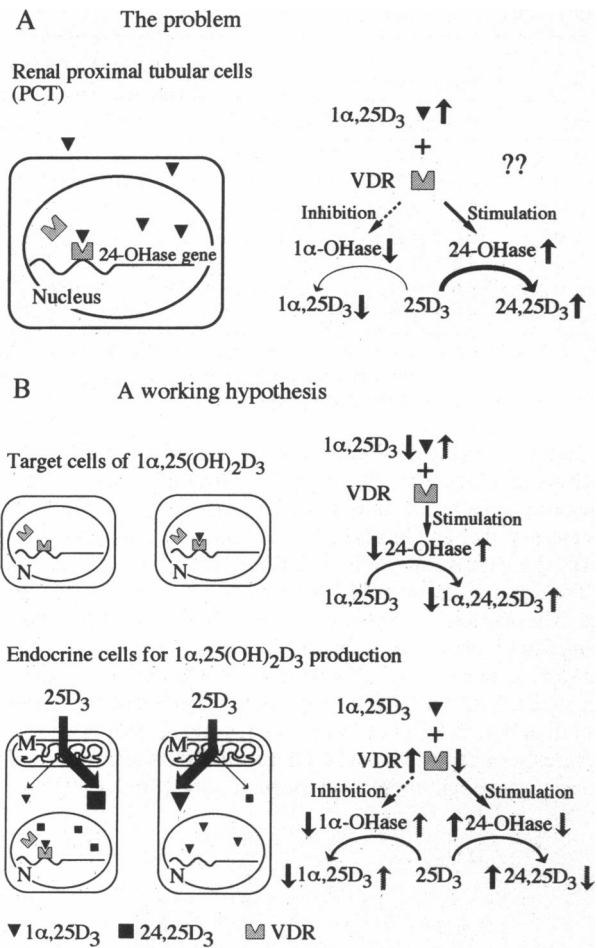 A The problem
Renal proximal tubular cells
(PCT)
24-OHase gene
Nucleus
1α,25D₃
+
VDR
??
Inhibition Stimulation
1α-OHase 24-OHase
1α,25D₃ 25D₃ 24,25D₃
B A working hypothesis
Target cells of 1α,25(OH)₂D₃
N N
1α,25D₃
+
VDR
Stimulation
24-OHase
1α,25D₃ 1α,24,25D₃
Endocrine cells for 1α,25(OH)₂D₃ production
25D₃ 25D₃
M M
N N
1α,25D₃
+
VDR
Inhibition Stimulation
1α-OHase 24-OHase
1α,25D₃ 25D₃ 24,25D₃
1α,25D₃ 24,25D₃ VDR